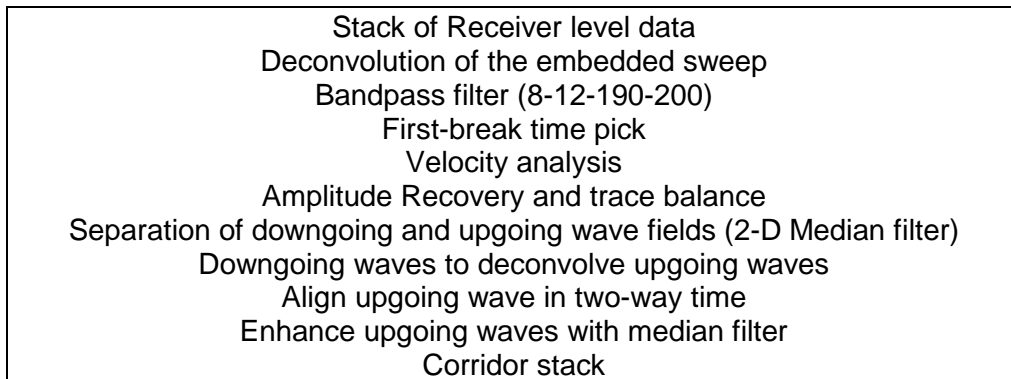 Stack of Receiver level data
Deconvolution of the embedded sweep
Bandpass filter (8-12-190-200)
First-break time pick
Velocity analysis
Amplitude Recovery and trace balance
Separation of downgoing and upgoing wave fields (2-D Median filter)
Downgoing waves to deconvolve upgoing waves
Align upgoing wave in two-way time
Enhance upgoing waves with median filter
Corridor stack